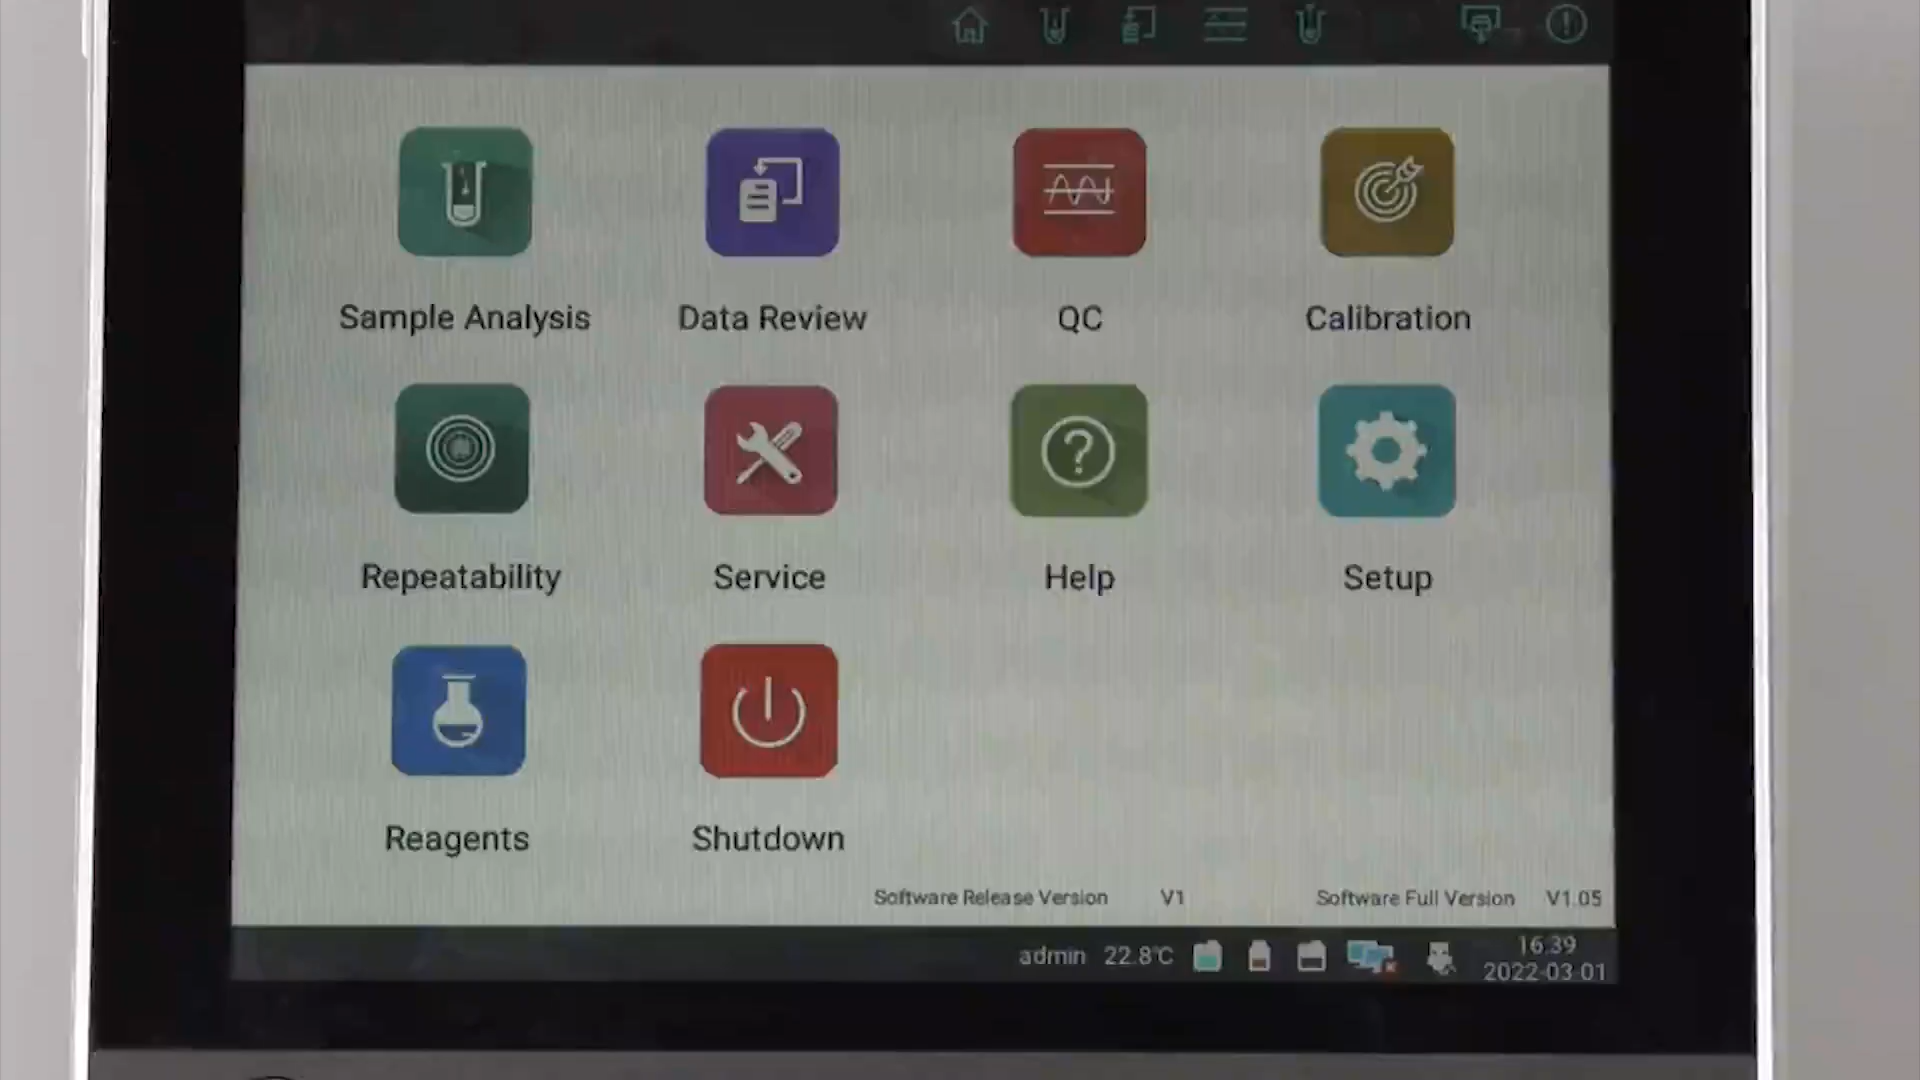 Sample Analysis Data Review QC Calibration
Repeatability Service Help Setup
Reagents Shutdown
Software Release Version V1 Software Full Version V1.05
admin 22.8℃ 16:39
2022-03-01